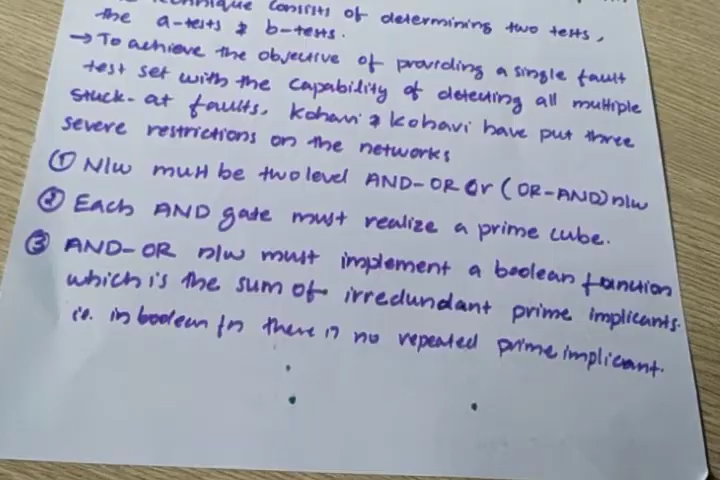 technique consists of determining two tests,
the a-tests & b-tests.
→ To achieve the objective of providing a single fault
test set with the capability of detecting all multiple
stuck-at faults, Kohavi & Kohavi have put three
severe restrictions on the networks
① N/w must be two level AND-OR or (OR-AND) n/w
② Each AND gate must realize a prime cube.
③ AND-OR n/w must implement a boolean function
which is the sum of irredundant prime implicants.
i.e. in boolean fn there is no repeated prime implicant.